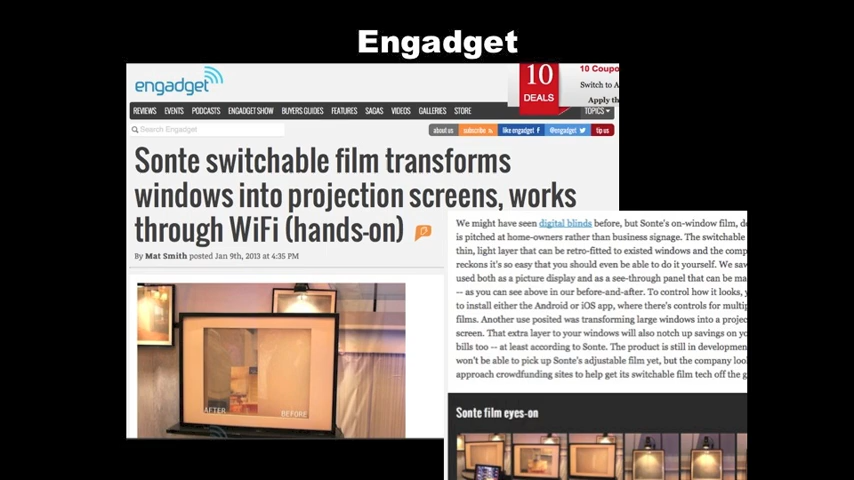 Engadget
engadget
10
DEALS
10 Coupo
Switch to A
Apply th
REVIEWS EVENTS PODCASTS ENGADGET SHOW BUYERS GUIDES FEATURES SAGAS VIDEOS GALLERIES STORE TOPICS
Search Engadget
about us subscribe like engadget @engadget tip us
Sonte switchable film transforms
windows into projection screens, works
through WiFi (hands-on)
By Mat Smith posted Jan 9th, 2013 at 4:35 PM
AFTER BEFORE
We might have seen digital blinds before, but Sonte's on-window film, de
is pitched at home-owners rather than business signage. The switchable
thin, light layer that can be retro-fitted to existed windows and the comp
reckons it's so easy that you should even be able to do it yourself. We saw
used both as a picture display and as a see-through panel that can be ma
-- as you can see above in our before-and-after. To control how it looks, y
to install either the Android or iOS app, where there's controls for multip
films. Another use posited was transforming large windows into a projec
screen. That extra layer to your windows will also notch up savings on yo
bills too -- at least according to Sonte. The product is still in developmen
won't be able to pick up Sonte's adjustable film yet, but the company loo
approach crowdfunding sites to help get its switchable film tech off the g
Sonte film eyes-on